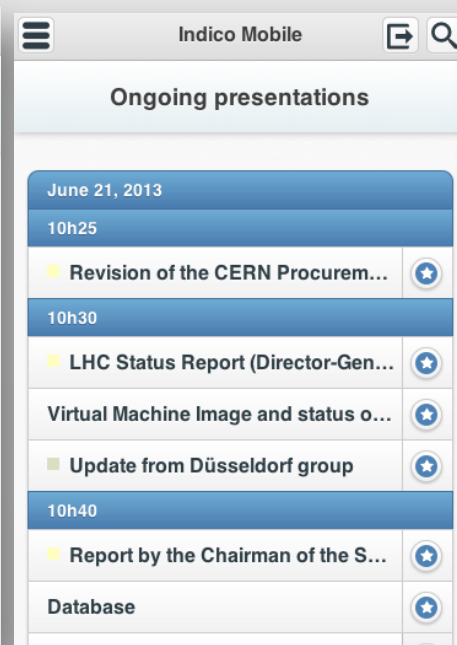 Indico Mobile
Ongoing presentations
June 21, 2013
10h25
Revision of the CERN Procurem...
10h30
LHC Status Report (Director-Gen...
Virtual Machine Image and status o...
Update from Düsseldorf group
10h40
Report by the Chairman of the S...
Database